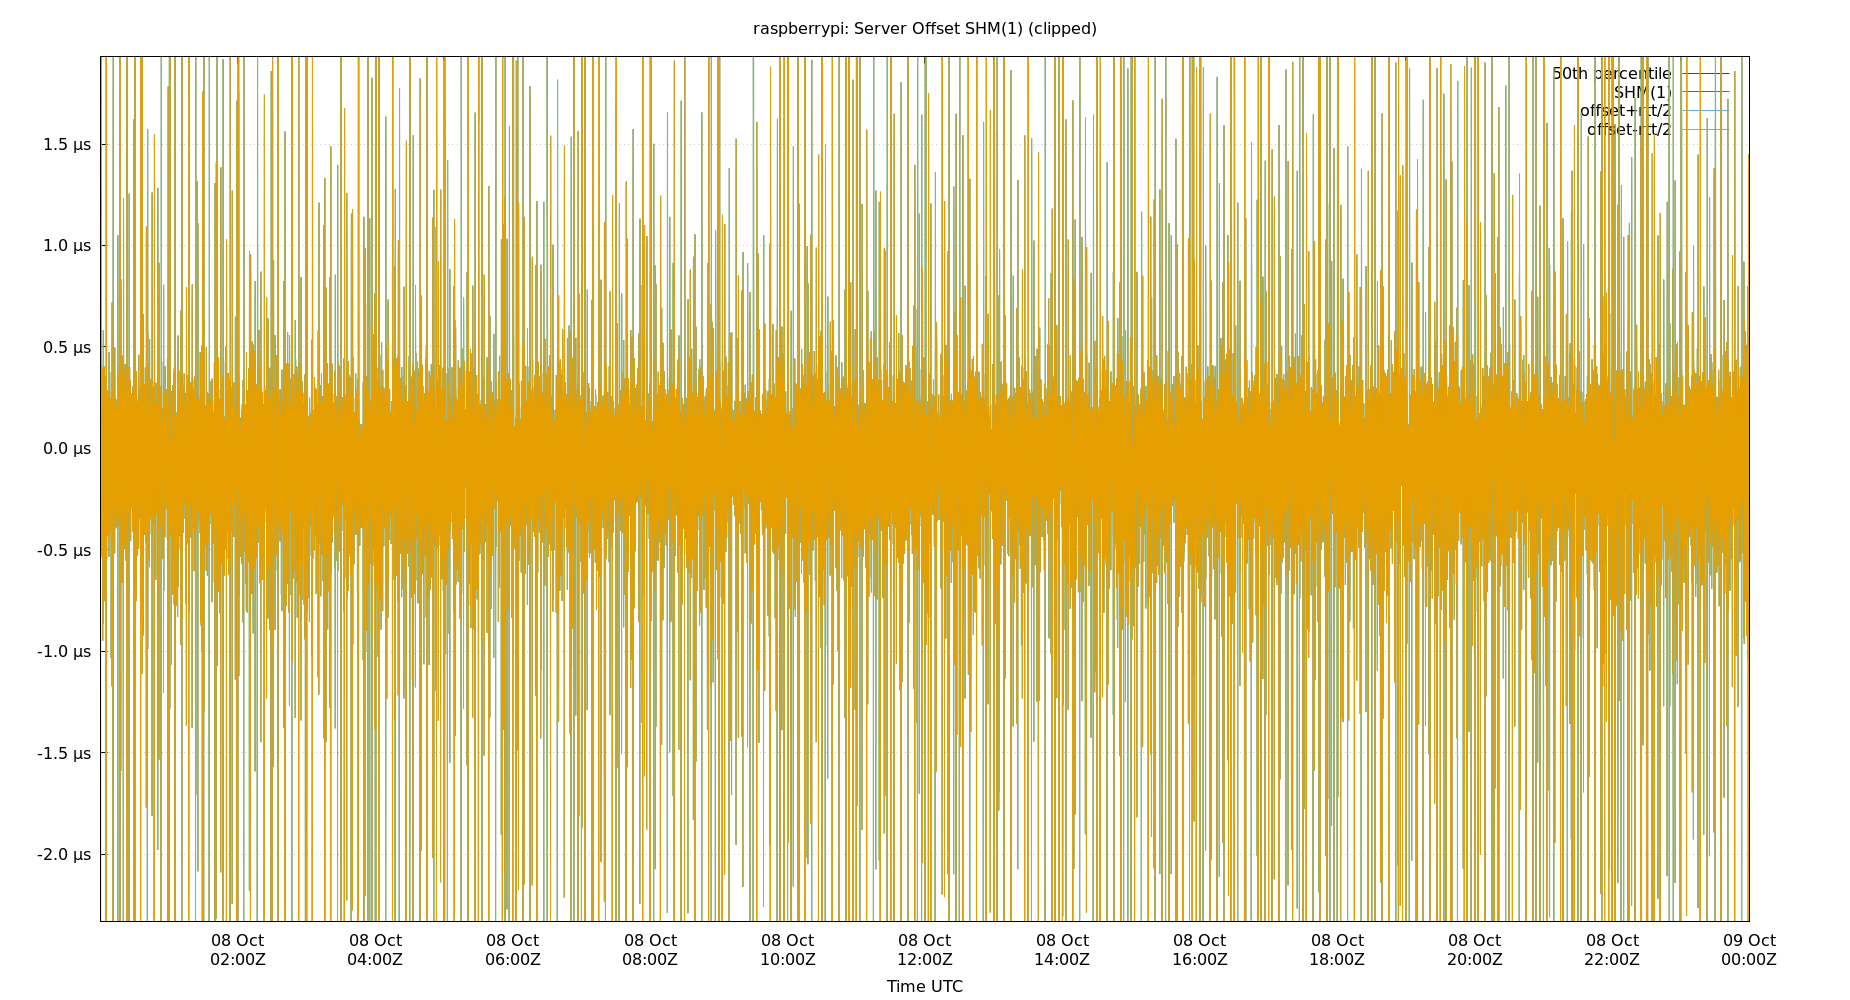 raspberrypi: Server Offset SHM(1) (clipped)
50th percentile
SHM(1)
offset+rtt/2
offset-rtt/2
1.5 µs
1.0 µs
0.5 µs
0.0 µs
-0.5 µs
-1.0 µs
-1.5 µs
-2.0 µs
08 Oct 08 Oct 08 Oct 08 Oct 08 Oct 08 Oct 08 Oct 08 Oct 08 Oct 08 Oct 08 Oct 09 Oct
02:00Z 04:00Z 06:00Z 08:00Z 10:00Z 12:00Z 14:00Z 16:00Z 18:00Z 20:00Z 22:00Z 00:00Z
Time UTC